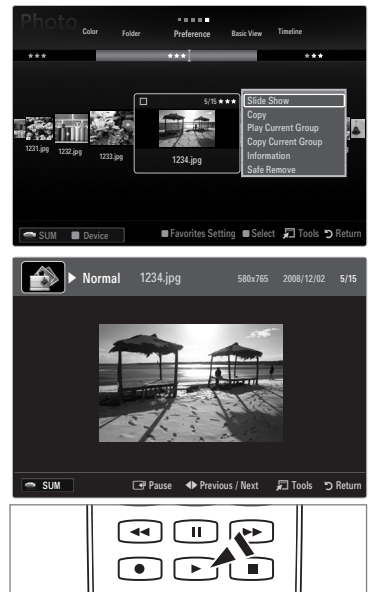 Photo
Color Folder Preference Basic View Timeline
★★★ ★★★ ★★★
5/15 ★★★
1231.jpg 1232.jpg 1233.jpg 1234.jpg
Slide Show
Copy
Play Current Group
Copy Current Group
Information
Safe Remove
SUM Device Favorites Setting Select Tools Return
Normal 1234.jpg 580x765 2008/12/02 5/15
SUM Pause Previous / Next Tools Return